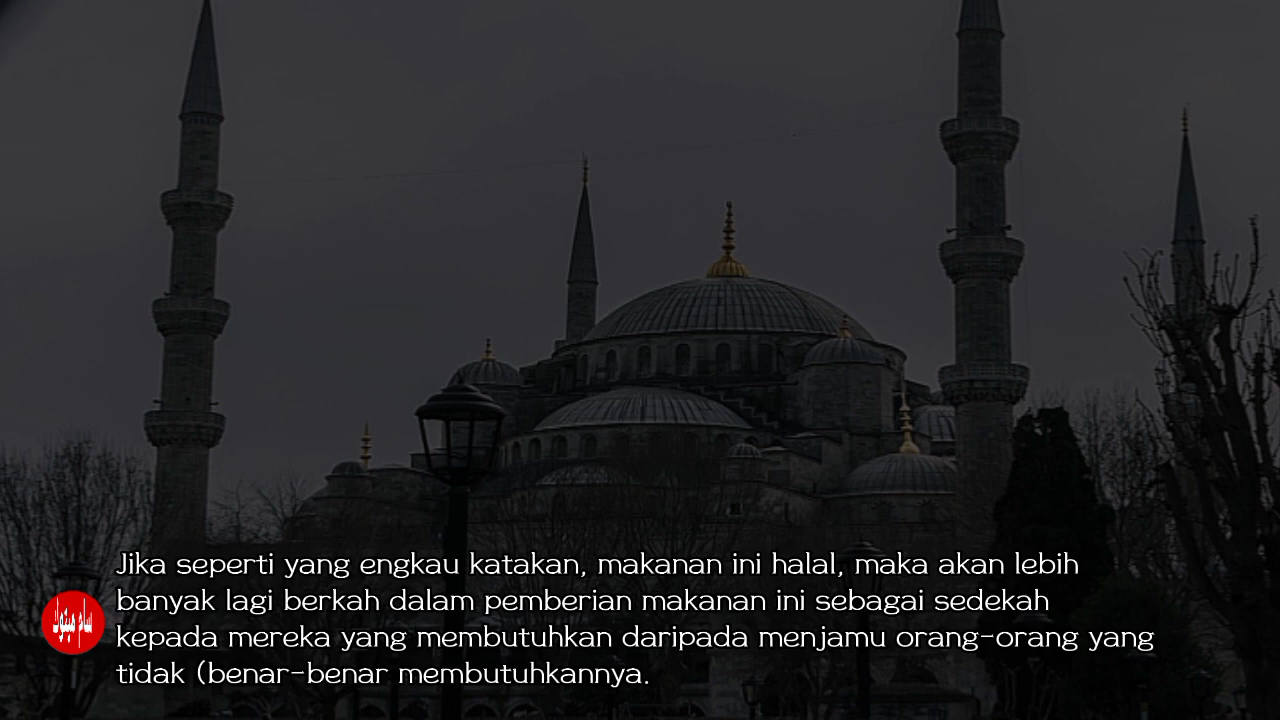 Jika seperti yang engkau katakan, makanan ini halal, maka akan lebih
banyak lagi berkah dalam pemberian makanan ini sebagai sedekah
kepada mereka yang membutuhkan daripada menjamu orang-orang yang
tidak (benar-benar membutuhkannya.